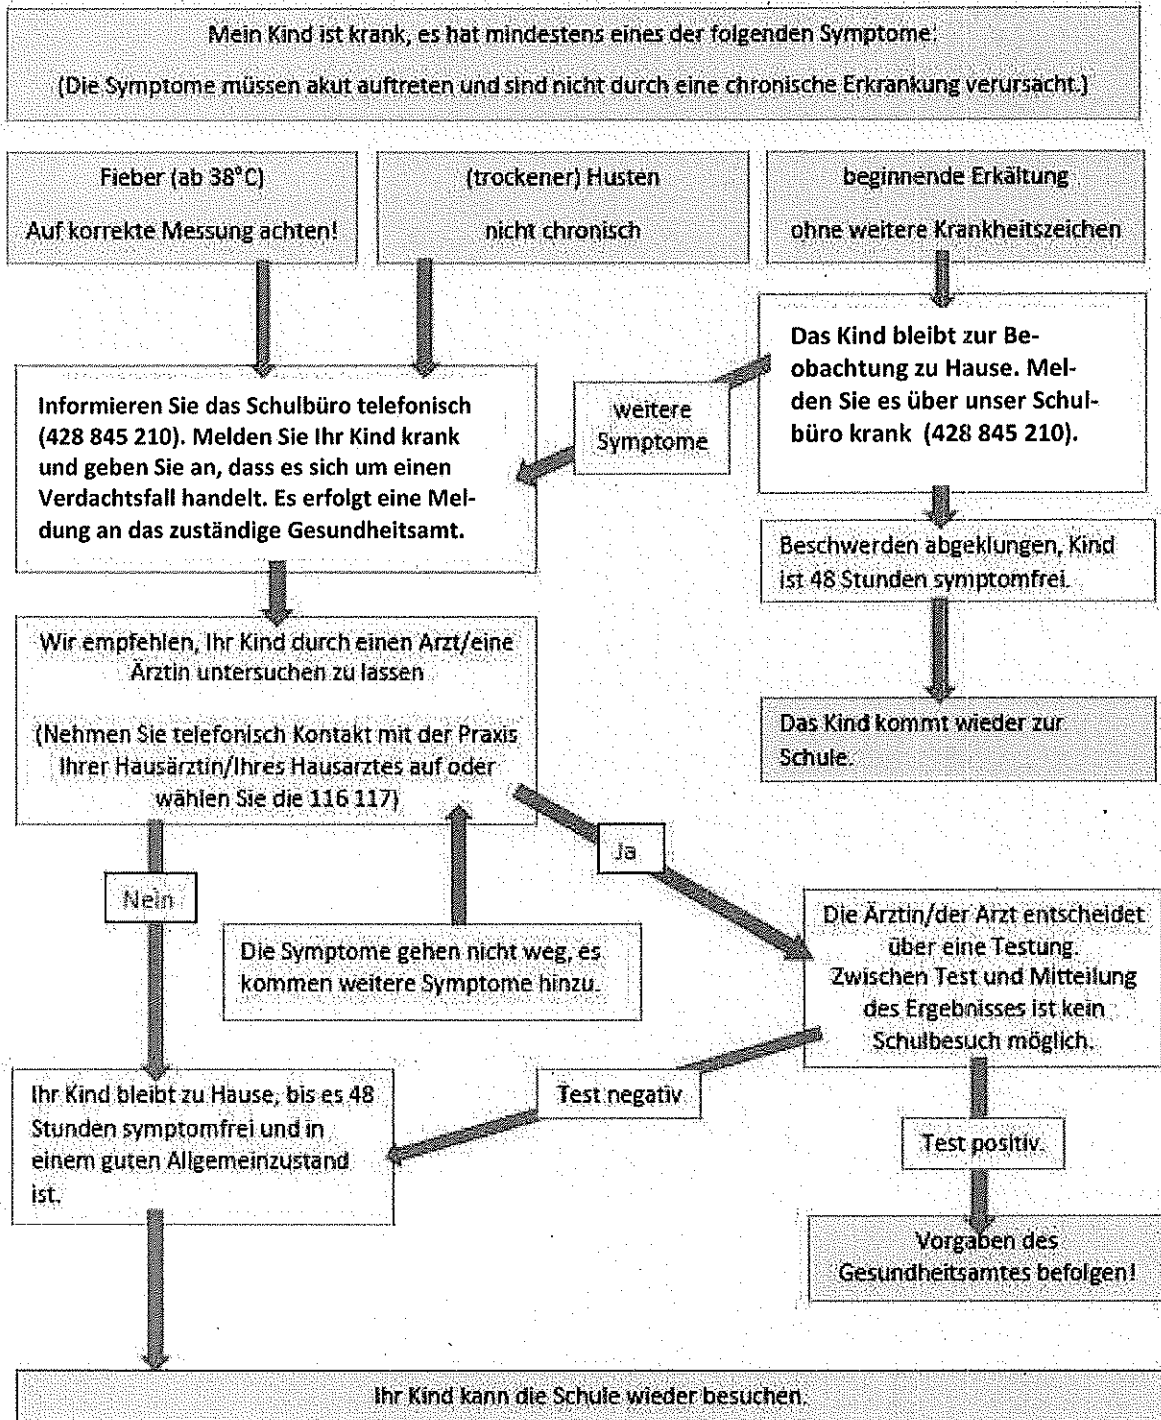 Mein Kind ist krank, es hat mindestens eines der folgenden Symptome:
(Die Symptome müssen akut auftreten und sind nicht durch eine chronische Erkrankung verursacht.)
Fieber (ab 38°C)
Auf korrekte Messung achten!
(trockener) Husten
nicht chronisch
beginnende Erkältung
ohne weitere Krankheitszeichen
Das Kind bleibt zur Be-
obachtung zu Hause. Mel-
den Sie es über unser Schul-
büro krank (428 845 210).
weitere
Symptome
Informieren Sie das Schulbüro telefonisch
(428 845 210). Melden Sie Ihr Kind krank
und geben Sie an, dass es sich um einen
Verdachtsfall handelt. Es erfolgt eine Mel-
dung an das zuständige Gesundheitsamt.
Beschwerden abgeklungen, Kind
ist 48 Stunden symptomfrei.
Das Kind kommt wieder zur
Schule.
Wir empfehlen, Ihr Kind durch einen Arzt/eine
Ärztin untersuchen zu lassen
(Nehmen Sie telefonisch Kontakt mit der Praxis
Ihrer Hausärztin/Ihres Hausarztes auf oder
wählen Sie die 116 117)
Ja
Nein
Die Symptome gehen nicht weg, es
kommen weitere Symptome hinzu.
Die Ärztin/der Arzt entscheidet
über eine Testung.
Zwischen Test und Mitteilung
des Ergebnisses ist kein
Schulbesuch möglich.
Ihr Kind bleibt zu Hause, bis es 48
Stunden symptomfrei und in
einem guten Allgemeinzustand
ist.
Test negativ
Test positiv.
Vorgaben des
Gesundheitsamtes befolgen!
Ihr Kind kann die Schule wieder besuchen.